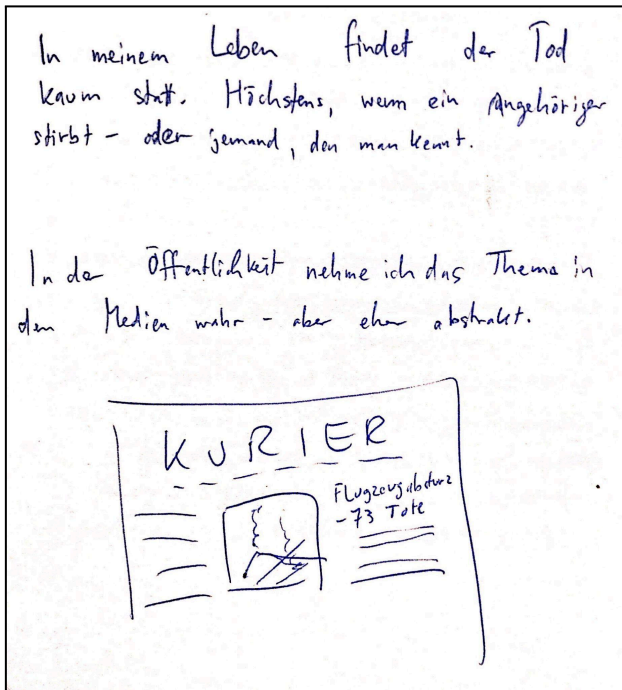 In meinem Leben findet der Tod
kaum statt. Höchstens, wenn ein Angehöriger
stirbt – oder jemand, den man kennt.
In der Öffentlichkeit nehme ich das Thema in
den Medien wahr – aber eher abstrakt.
KURIER
Flugzeugabsturz
- 73 Tote